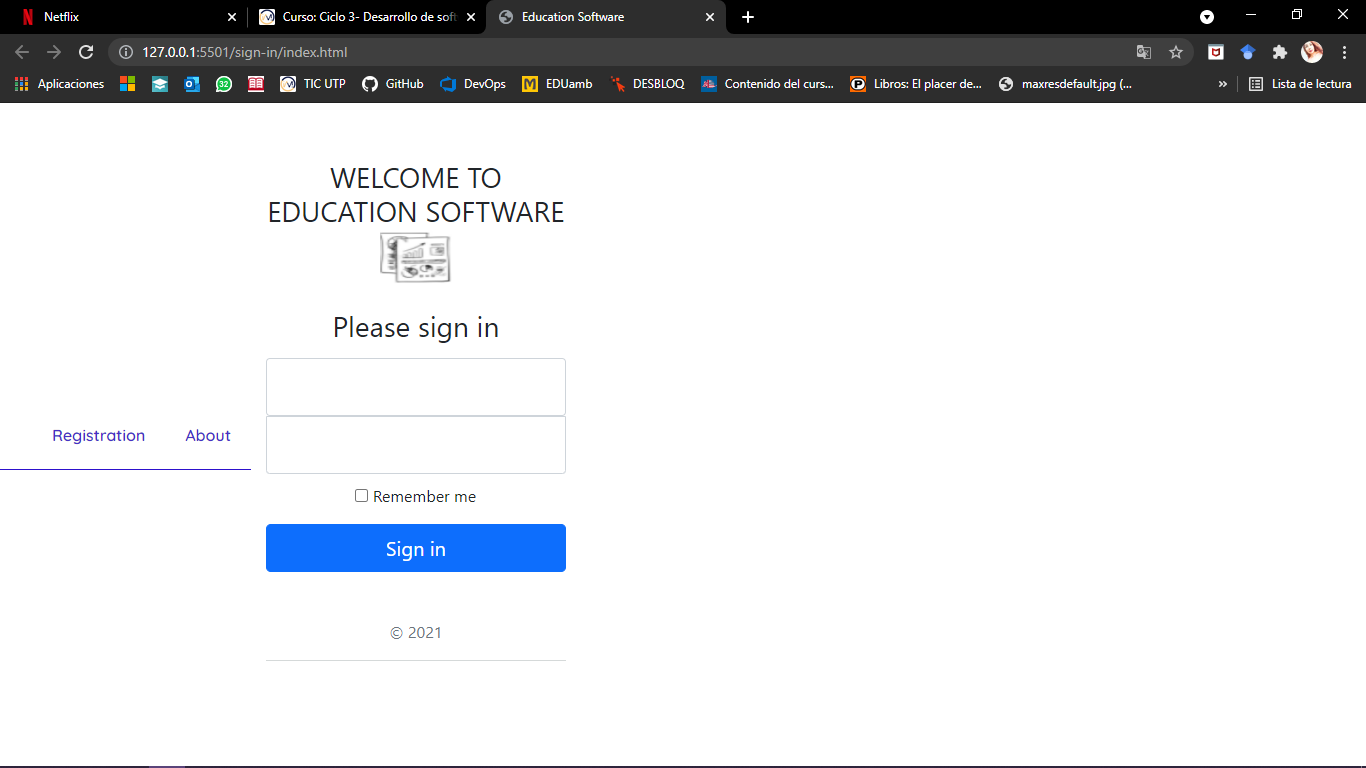 Netflix
Curso: Ciclo 3- Desarrollo de soft
Education Software
127.0.0.1:5501/sign-in/index.html
Aplicaciones
32
TIC UTP
GitHub
DevOps
M
EDUamb
DESBLOQ
Contenido del curs...
P
Libros: El placer de...
maxresdefault.jpg (...
»
Lista de lectura
WELCOME TO
EDUCATION SOFTWARE
Please sign in
Registration
About
Remember me
Sign in
© 2021